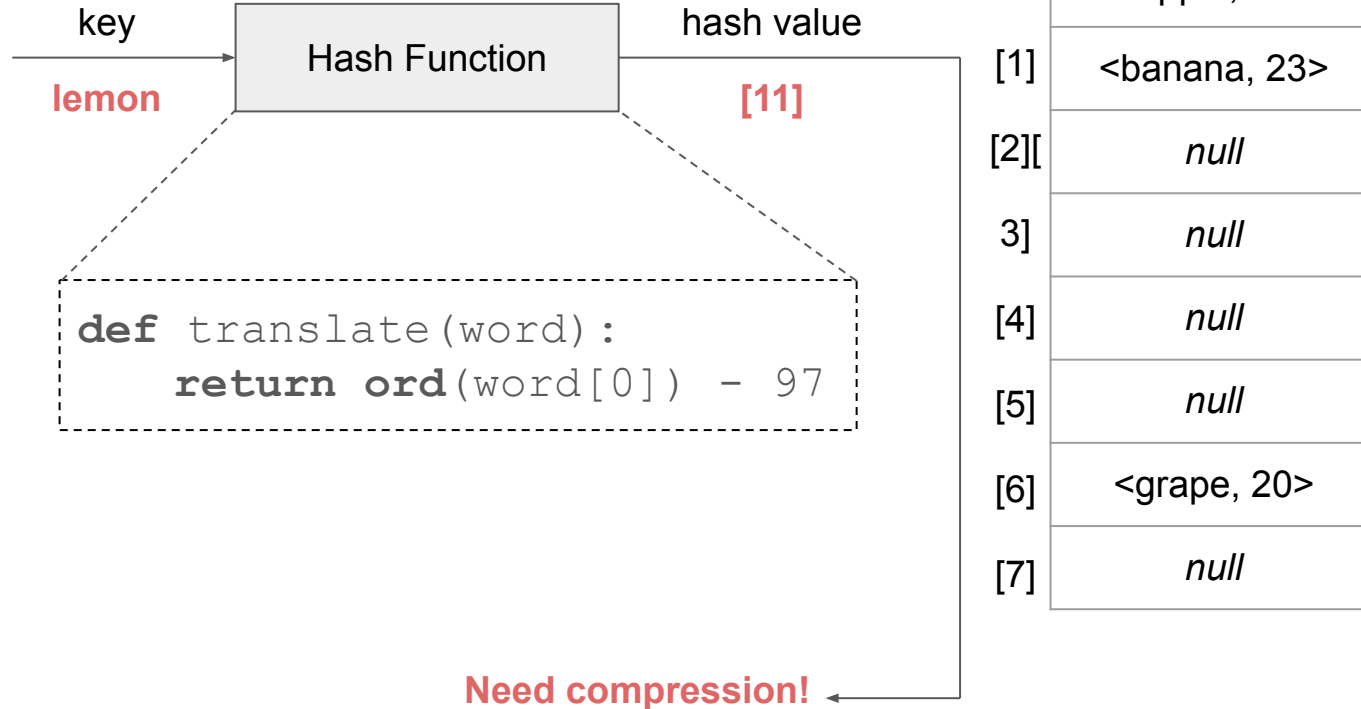 key
Hash Function
hash value
lemon
[11]
def translate(word):
return ord(word[0]) - 97
Need compression!
[1] <banana, 23>
[2][ null
3] null
[4] null
[5] null
[6] <grape, 20>
[7] null